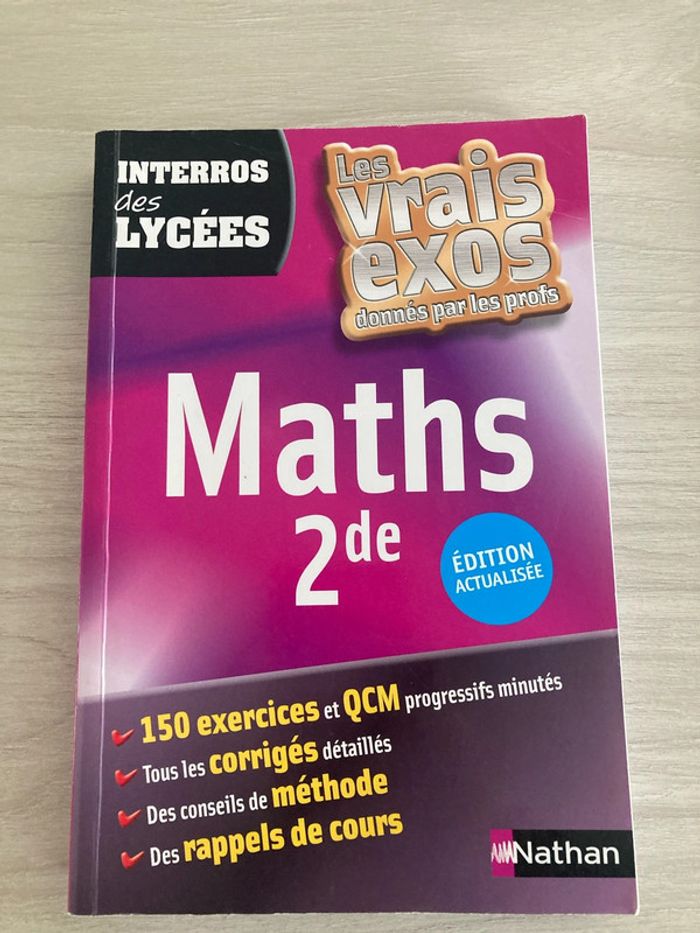 INTERROS
des
LYCÉES
Les
vrais
exos
donnés par les profs
Maths
2de
ÉDITION
ACTUALISÉE
150 exercices et QCM progressifs minutés
Tous les corrigés détaillés
Des conseils de méthode
Des rappels de cours
Nathan